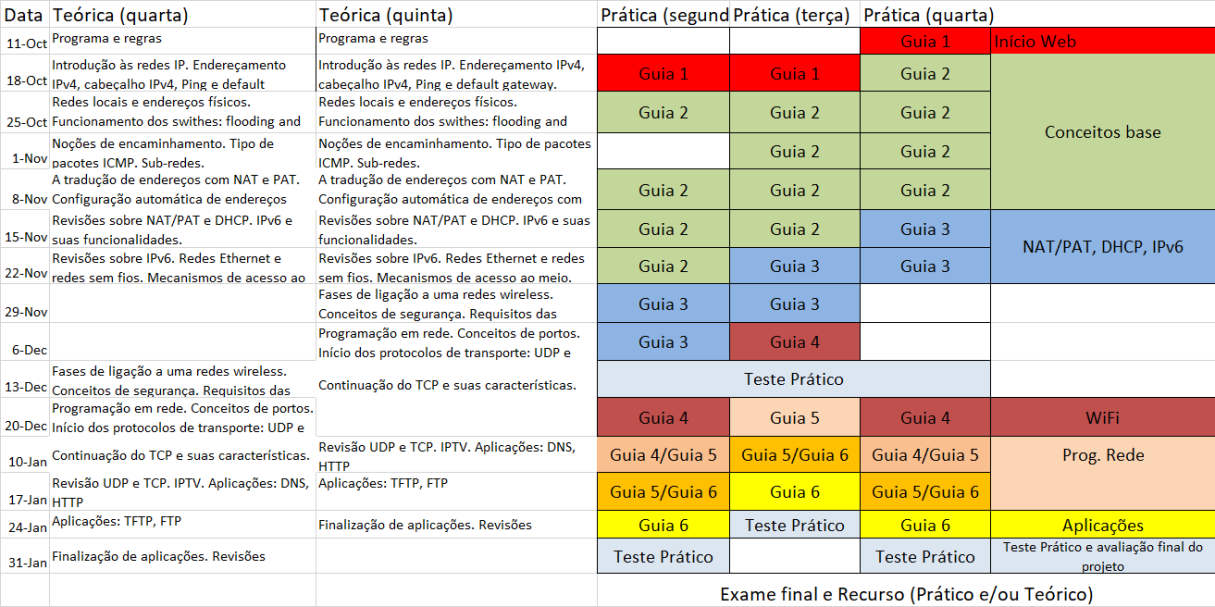 Data Teórica (quarta) Teórica (quinta) Prática (segund Prática (terça) Prática (quarta)
11-Oct Programa e regras Programa e regras Guia 1 Início Web
Introdução às redes IP. Endereçamento Introdução às redes IP. Endereçamento IPv4,
18-Oct IPv4, cabeçalho IPv4, Ping e default cabeçalho IPv4, Ping e default gateway. Guia 1 Guia 1 Guia 2
Redes locais e endereços físicos. Redes locais e endereços físicos.
25-Oct Funcionamento dos swithes: flooding and Funcionamento dos swithes: flooding and Guia 2 Guia 2 Guia 2
Conceitos base
Noções de encaminhamento. Tipo de Noções de encaminhamento. Tipo de pacotes
1-Nov pacotes ICMP. Sub-redes. ICMP. Sub-redes. Guia 2 Guia 2
A tradução de endereços com NAT e PAT. A tradução de endereços com NAT e PAT.
8-Nov Configuração automática de endereços Configuração automática de endereços com Guia 2 Guia 2 Guia 2
Revisões sobre NAT/PAT e DHCP. IPv6 e Revisões sobre NAT/PAT e DHCP. IPv6 e suas
15-Nov suas funcionalidades. funcionalidades. Guia 2 Guia 2 Guia 3
NAT/PAT, DHCP, IPv6
Revisões sobre IPv6. Redes Ethernet e Revisões sobre IPv6. Redes Ethernet e redes
22-Nov redes sem fios. Mecanismos de acesso ao sem fios. Mecanismos de acesso ao meio. Guia 2 Guia 3 Guia 3
Fases de ligação a uma redes wireless.
29-Nov Conceitos de segurança. Requisitos das Guia 3 Guia 3
Programação em rede. Conceitos de portos.
6-Dec Início dos protocolos de transporte: UDP e Guia 3 Guia 4
Fases de ligação a uma redes wireless.
13-Dec Conceitos de segurança. Requisitos das Continuação do TCP e suas características. Teste Prático
Programação em rede. Conceitos de portos.
20-Dec Início dos protocolos de transporte: UDP e Guia 4 Guia 5 Guia 4 WiFi
Revisão UDP e TCP. IPTV. Aplicações: DNS,
10-Jan Continuação do TCP e suas características. HTTP Guia 4/Guia 5 Guia 5/Guia 6 Guia 4/Guia 5 Prog. Rede
Revisão UDP e TCP. IPTV. Aplicações: DNS, Aplicações: TFTP, FTP
17-Jan HTTP Guia 5/Guia 6 Guia 6 Guia 5/Guia 6
24-Jan Aplicações: TFTP, FTP Finalização de aplicações. Revisões Guia 6 Teste Prático Guia 6 Aplicações
31-Jan Finalização de aplicações. Revisões Teste Prático Teste Prático Teste Prático e avaliação final do
projeto
Exame final e Recurso (Prático e/ou Teórico)